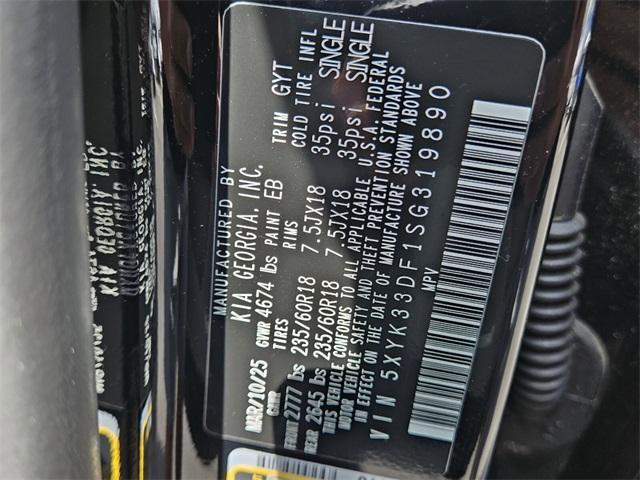 MANUFACTURED BY
KIA GEORGIA, INC.
MAR/10/25 GVWR 4674 lbs PAINT EB TRIM GYT
GAWR TIRES RIMS COLD TIRE INFL
FRONT 2777 lbs 235/60R18 7.5JX18 35psi SINGLE
REAR 2645 lbs 235/60R18 7.5JX18 35psi SINGLE
THIS VEHICLE CONFORMS TO ALL APPLICABLE U.S.A. FEDERAL
MOTOR VEHICLE SAFETY AND THEFT PREVENTION STANDARDS
IN EFFECT ON THE DATE OF MANUFACTURE SHOWN ABOVE
VIN 5XYK33DF1SG319890
MPV